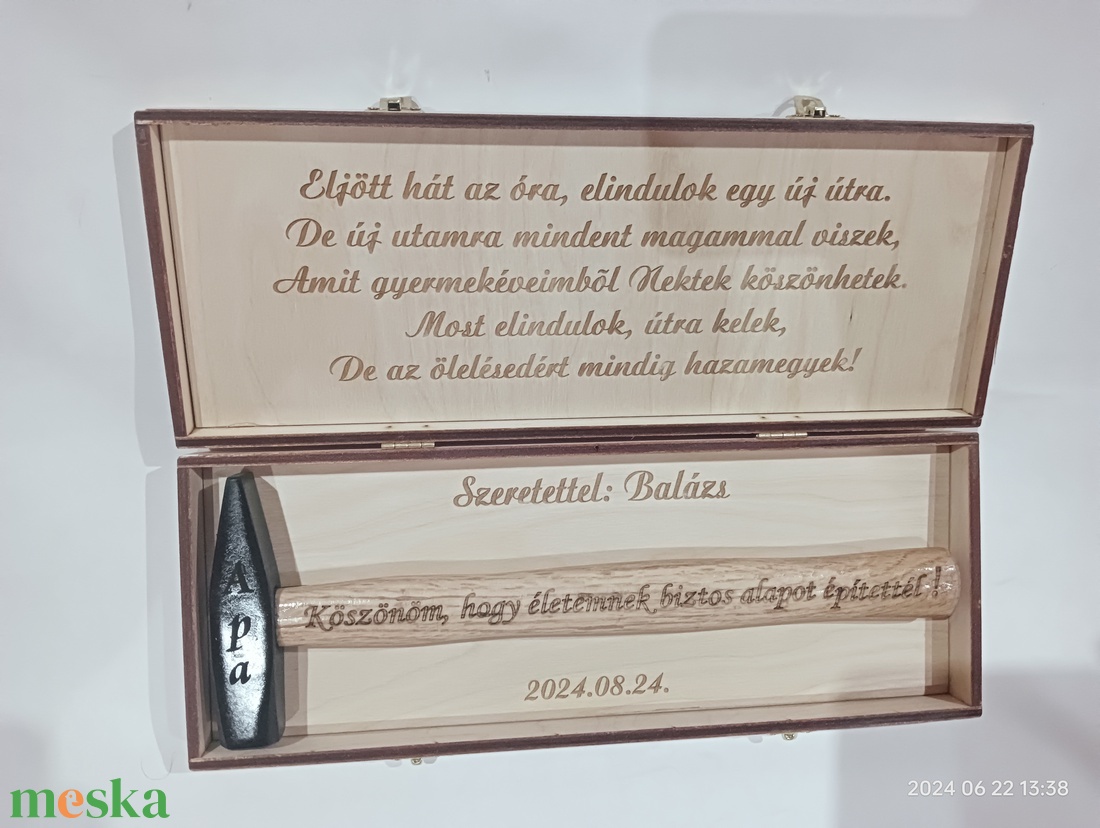 Eljött hát az óra, elindulok egy új útra.
De új utamra mindent magammal viszek,
Amit gyermekéveimbõl Nektek köszönhetek.
Most elindulok, útra kelek,
De az ölelésedért mindig hazamegyek!
Szeretettel: Balázs
Apa
Köszönöm, hogy életemnek biztos alapot építettél!
2024.08.24.
meska
2024 06 22 13:38